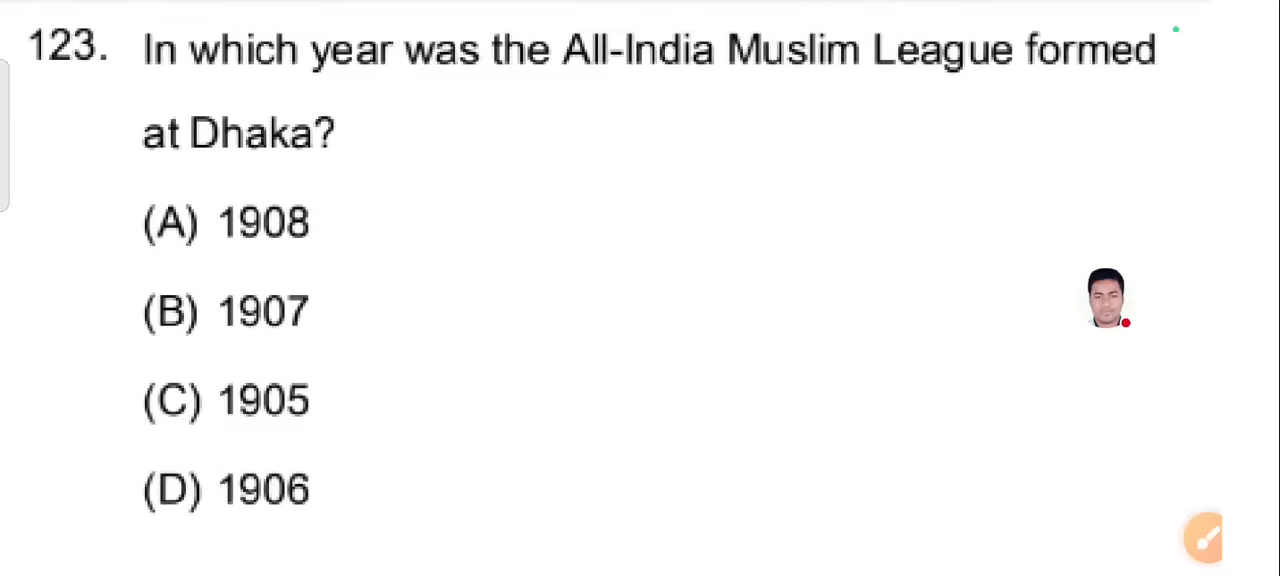 123. In which year was the All-India Muslim League formed
at Dhaka?
(A) 1908
(B) 1907
(C) 1905
(D) 1906